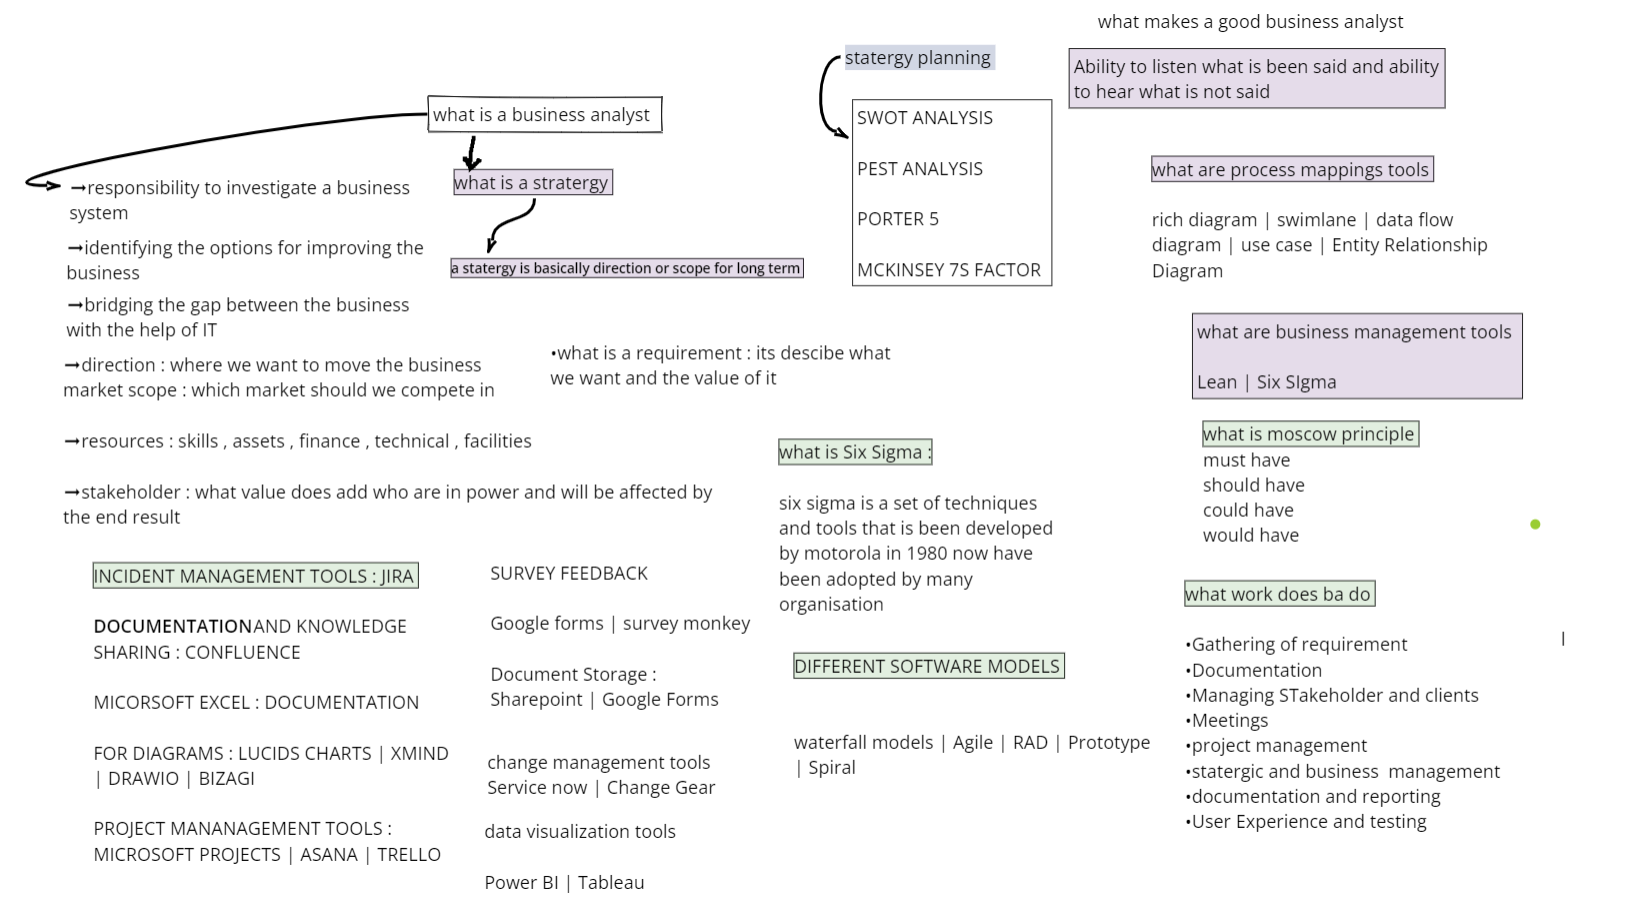 what is a business analyst
→responsibility to investigate a business
system
→identifying the options for improving the
business
→bridging the gap between the business
with the help of IT
→direction : where we want to move the business
market scope : which market should we compete in
→resources : skills , assets , finance , technical , facilities
→stakeholder : what value does add who are in power and will be affected by
the end result
what is a stratergy
a statergy is basically direction or scope for long term
•what is a requirement : its descibe what
we want and the value of it
statergy planning
SWOT ANALYSIS
PEST ANALYSIS
PORTER 5
MCKINSEY 7S FACTOR
what makes a good business analyst
Ability to listen what is been said and ability
to hear what is not said
what are process mappings tools
rich diagram | swimlane | data flow
diagram | use case | Entity Relationship
Diagram
what are business management tools
Lean | Six SIgma
what is moscow principle
must have
should have
could have
would have
what is Six Sigma :
six sigma is a set of techniques
and tools that is been developed
by motorola in 1980 now have
been adopted by many
organisation
INCIDENT MANAGEMENT TOOLS : JIRA
DOCUMENTATIONAND KNOWLEDGE
SHARING : CONFLUENCE
MICORSOFT EXCEL : DOCUMENTATION
FOR DIAGRAMS : LUCIDS CHARTS | XMIND
| DRAWIO | BIZAGI
PROJECT MANANAGEMENT TOOLS :
MICROSOFT PROJECTS | ASANA | TRELLO
SURVEY FEEDBACK
Google forms | survey monkey
Document Storage :
Sharepoint | Google Forms
change management tools
Service now | Change Gear
data visualization tools
Power BI | Tableau
DIFFERENT SOFTWARE MODELS
waterfall models | Agile | RAD | Prototype
| Spiral
what work does ba do
•Gathering of requirement
•Documentation
•Managing STakeholder and clients
•Meetings
•project management
•statergic and business  management
•documentation and reporting
•User Experience and testing
|